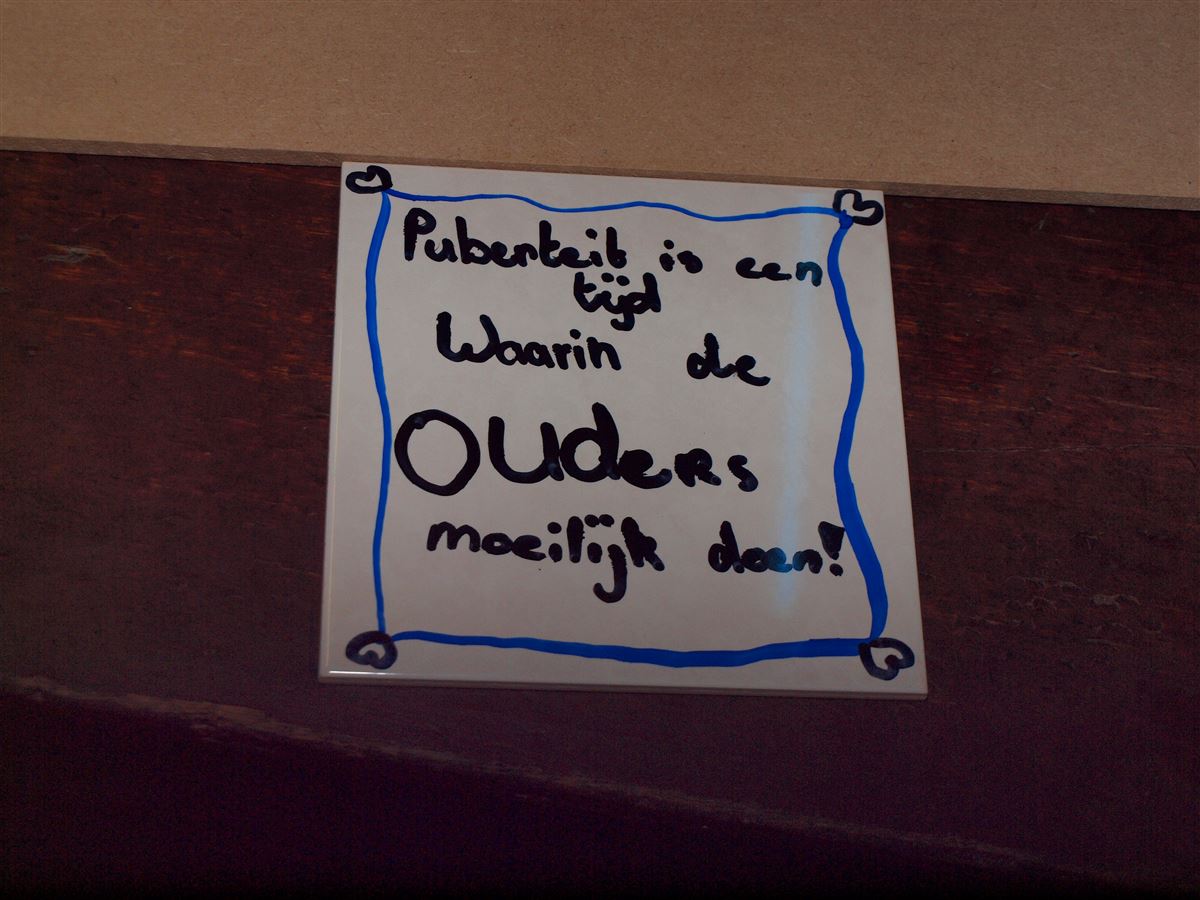 Puberteit is een
tijd
Waarin de
OUders
moeilijk doen!